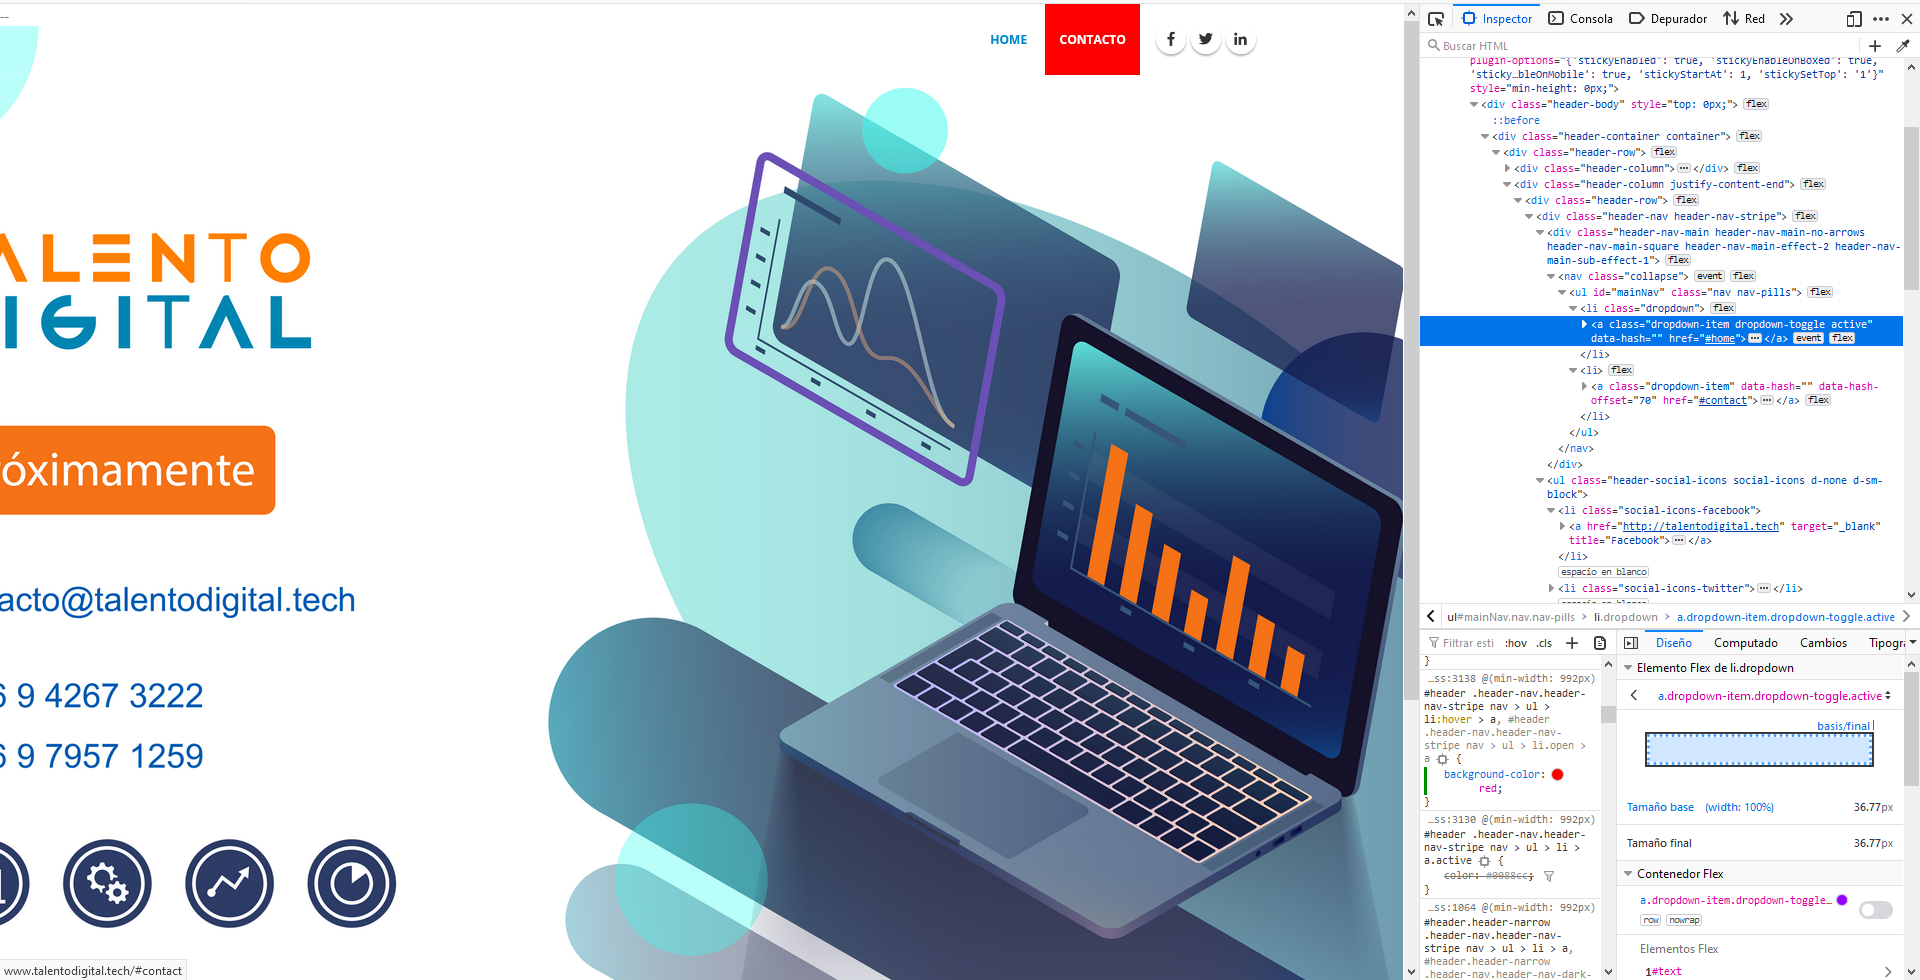 HOME
CONTACTO
ALENTO
IGITAL
róximamente
acto@talentodigital.tech
6 9 4267 3222
6 9 7957 1259
www.talentodigital.tech/#contact
Inspector
Consola
Depurador
Red
Buscar HTML
plugin-options="{'stickyEnabled': true, 'stickyEnableOnBoxed': true,
'sticky…bleOnMobile': true, 'stickyStartAt': 1, 'stickySetTop': '1'}"
style="min-height: 0px;">
<div class="header-body" style="top: 0px;"> flex
::before
<div class="header-container container"> flex
<div class="header-row"> flex
<div class="header-column"> ••• </div> flex
<div class="header-column justify-content-end"> flex
<div class="header-row"> flex
<div class="header-nav header-nav-stripe"> flex
<div class="header-nav-main header-nav-main-no-arrows
header-nav-main-square header-nav-main-effect-2 header-nav-
main-sub-effect-1"> flex
<nav class="collapse"> event flex
<ul id="mainNav" class="nav nav-pills"> flex
<li class="dropdown"> flex
<a class="dropdown-item dropdown-toggle active"
data-hash="" href="#home"> ••• </a> event flex
</li>
<li> flex
<a class="dropdown-item" data-hash="" data-hash-
offset="70" href="#contact"> ••• </a> flex
</li>
</ul>
</nav>
</div>
<ul class="header-social-icons social-icons d-none d-sm-
block">
<li class="social-icons-facebook">
<a href="http://talentodigital.tech" target="_blank"
title="Facebook"> ••• </a>
</li>
espacio en blanco
<li class="social-icons-twitter"> ••• </li>
espacio en blanco
ul#mainNav.nav.nav-pills > li.dropdown > a.dropdown-item.dropdown-toggle.active
Filtrar esti :hov .cls +
}
…ss:3138 @(min-width: 992px)
#header .header-nav.header-
nav-stripe nav > ul >
li:hover > a, #header
.header-nav.header-nav-
stripe nav > ul > li.open >
a {
background-color:
red;
}
…ss:3130 @(min-width: 992px)
#header .header-nav.header-
nav-stripe nav > ul > li >
a.active {
color: #0088cc;
}
…ss:1064 @(min-width: 992px)
#header.header-narrow
.header-nav.header-nav-
stripe nav > ul > li > a,
#header.header-narrow
.header-nav.header-nav-dark-
Diseño
Computado
Cambios
Tipogr
Elemento Flex de li.dropdown
a.dropdown-item.dropdown-toggle.active
basis/final
Tamaño base (width: 100%) 36.77px
Tamaño final 36.77px
Contenedor Flex
a.dropdown-item.dropdown-toggle…
row nowrap
Elementos Flex
1#text